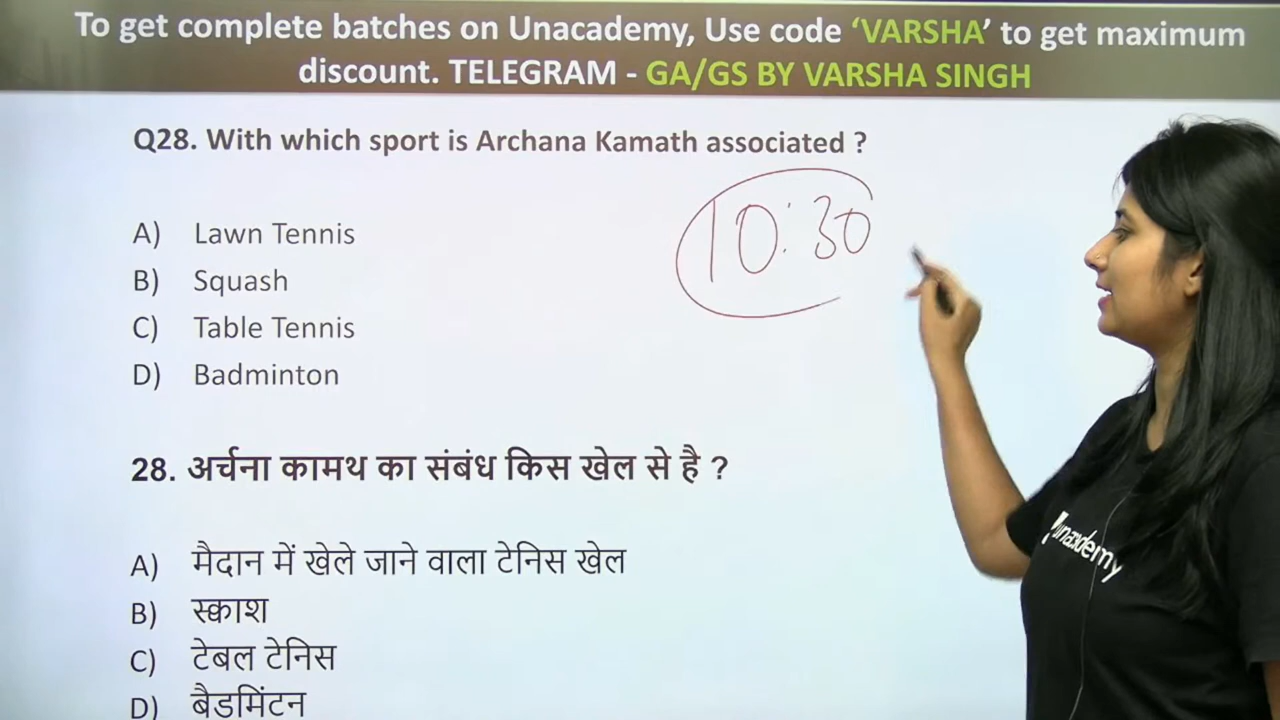 To get complete batches on Unacademy, Use code ‘VARSHA’ to get maximum
discount. TELEGRAM - GA/GS BY VARSHA SINGH
Q28. With which sport is Archana Kamath associated ?
10:30
A) Lawn Tennis
B) Squash
C) Table Tennis
D) Badminton
28. अर्चना कामथ का संबंध किस खेल से है ?
A) मैदान में खेले जाने वाला टेनिस खेल
B) स्क्वाश
C) टेबल टेनिस
D) बैडमिंटन
unacademy